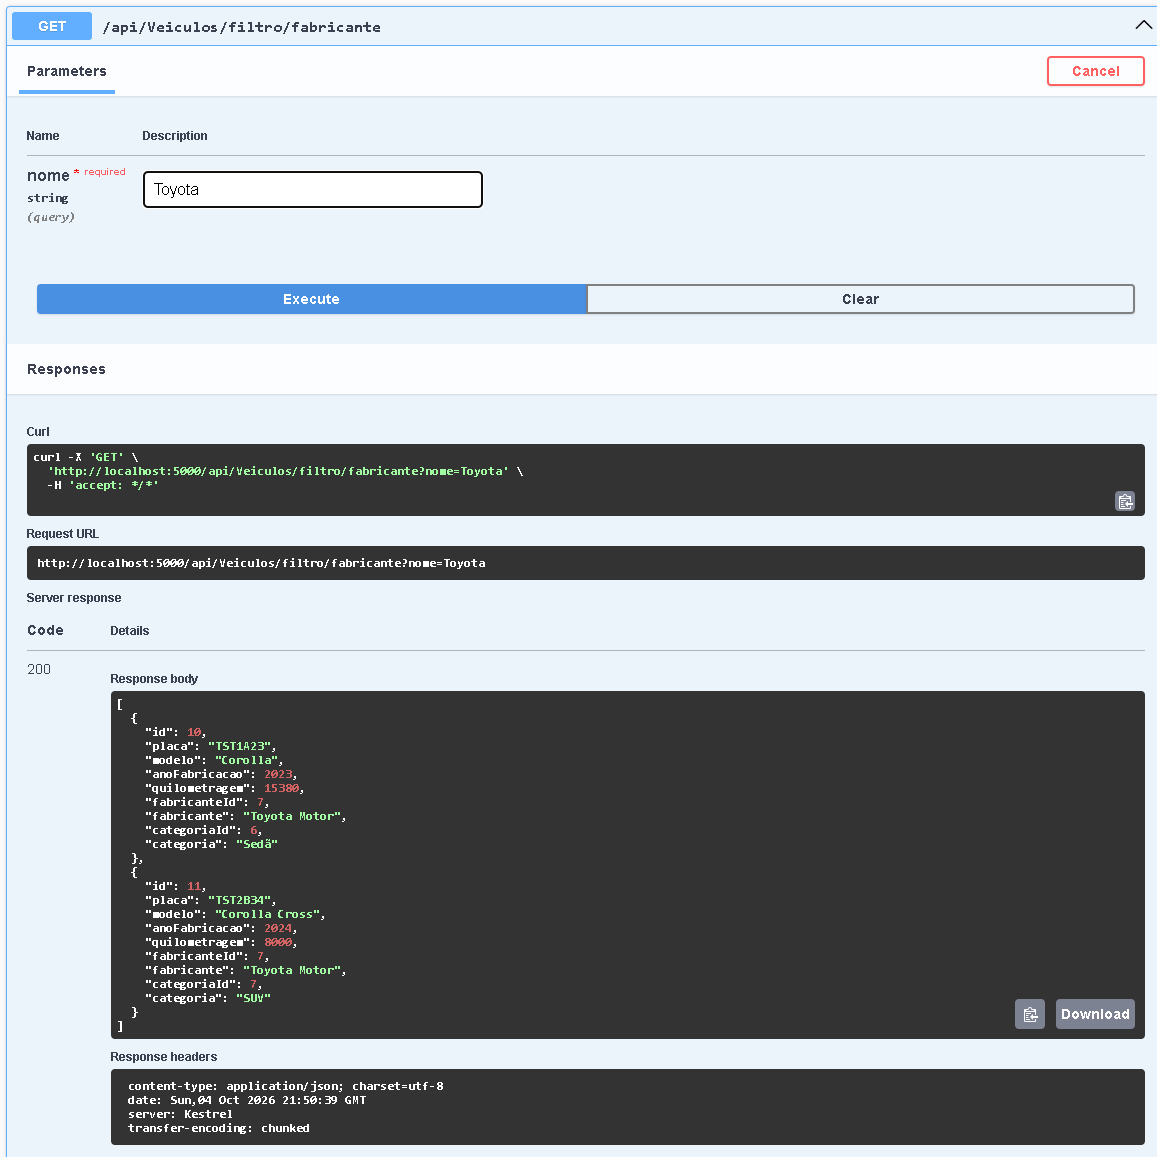 GET /api/Veiculos/filtro/fabricante
Parameters
Cancel
Name Description
nome * required
string
(query)
Toyota
Execute Clear
Responses
Curl
curl -X 'GET' \
'http://localhost:5000/api/Veiculos/filtro/fabricante?nome=Toyota' \
-H 'accept: */*'
Request URL
http://localhost:5000/api/Veiculos/filtro/fabricante?nome=Toyota
Server response
Code Details
200
Response body
[
{
"id": 10,
"placa": "TST1A23",
"modelo": "Corolla",
"anoFabricacao": 2023,
"quilometragem": 15380,
"fabricanteId": 7,
"fabricante": "Toyota Motor",
"categoriaId": 6,
"categoria": "Sedã"
},
{
"id": 11,
"placa": "TST2B34",
"modelo": "Corolla Cross",
"anoFabricacao": 2024,
"quilometragem": 8000,
"fabricanteId": 7,
"fabricante": "Toyota Motor",
"categoriaId": 7,
"categoria": "SUV"
}
]
Download
Response headers
content-type: application/json; charset=utf-8
date: Sun,04 Oct 2026 21:50:39 GMT
server: Kestrel
transfer-encoding: chunked